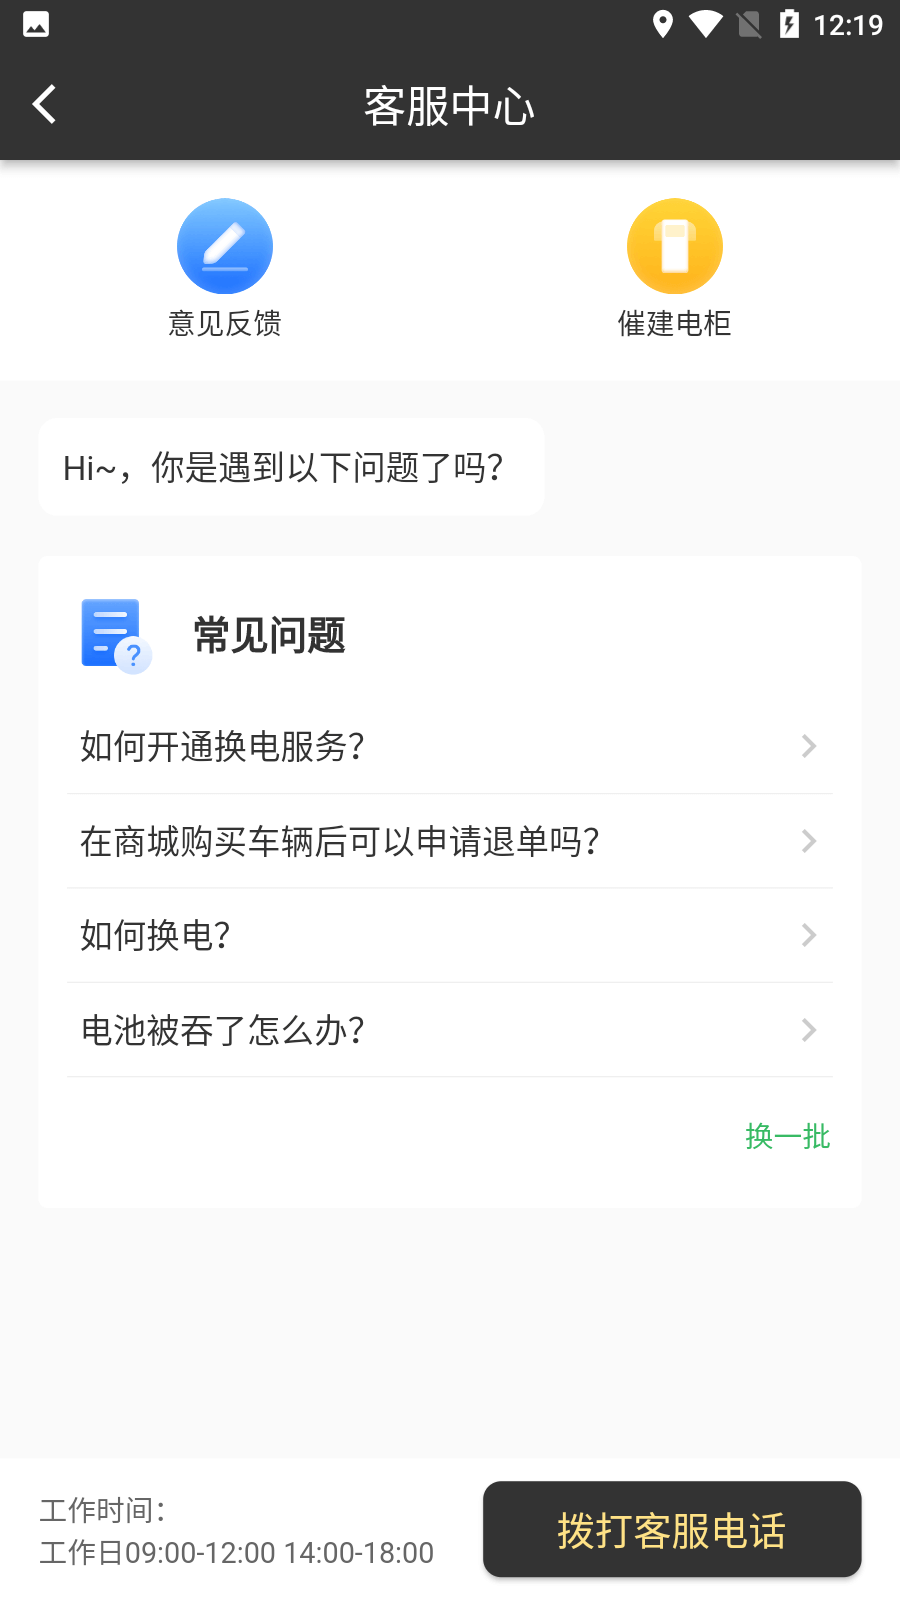 12:19
客服中心
意见反馈
催建电柜
Hi~，你是遇到以下问题了吗？
常见问题
如何开通换电服务？
在商城购买车辆后可以申请退单吗？
如何换电？
电池被吞了怎么办？
换一批
工作时间：
工作日09:00-12:00 14:00-18:00
拨打客服电话